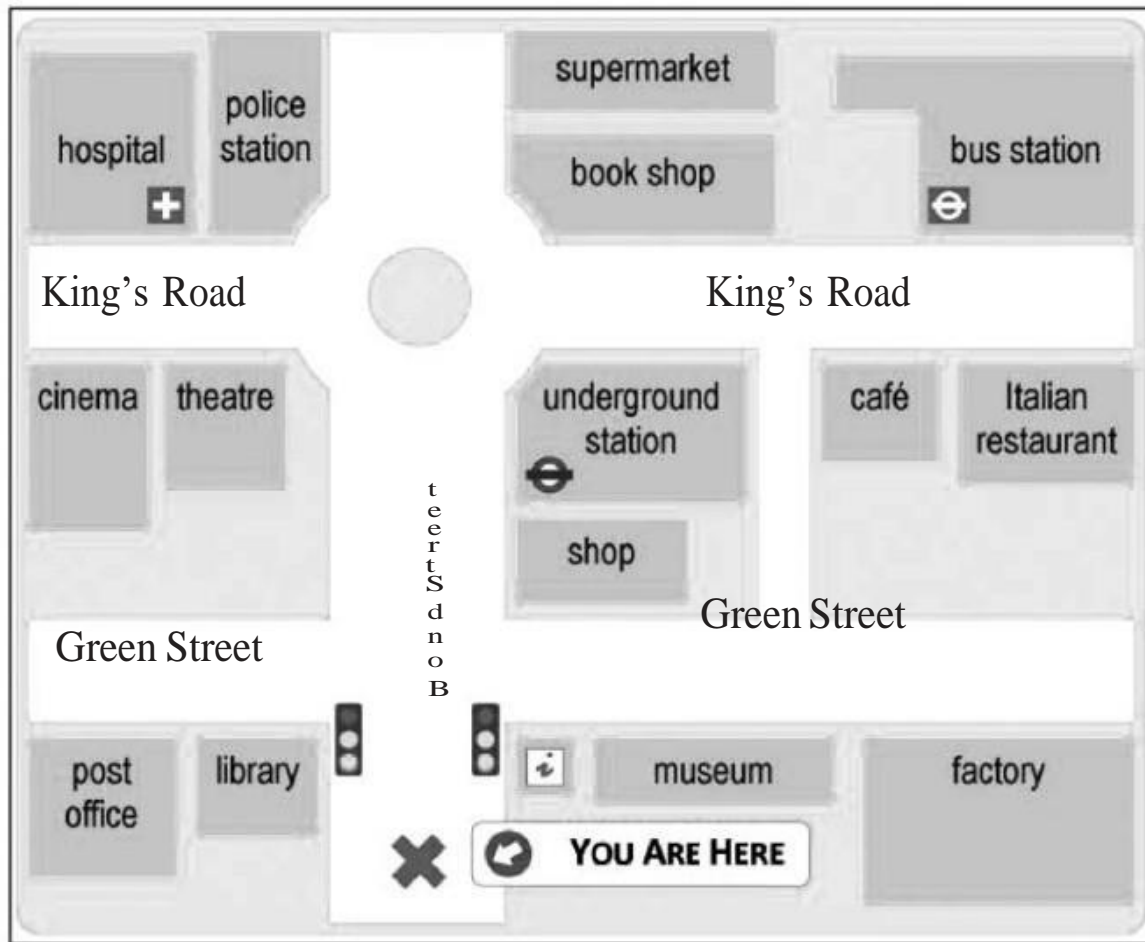 supermarket
police
station
hospital
book shop
bus station
King's Road
King's Road
cinema
theatre
underground
station
café
Italian
restaurant
Bond Street
shop
Green Street
Green Street
post
office
library
i
museum
factory
YOU ARE HERE